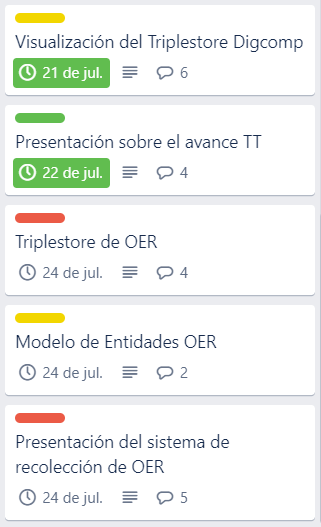 Visualización del Triplestore Digcomp
21 de jul. 6
Presentación sobre el avance TT
22 de jul. 4
Triplestore de OER
24 de jul. 4
Modelo de Entidades OER
24 de jul. 2
Presentación del sistema de
recolección de OER
24 de jul. 5